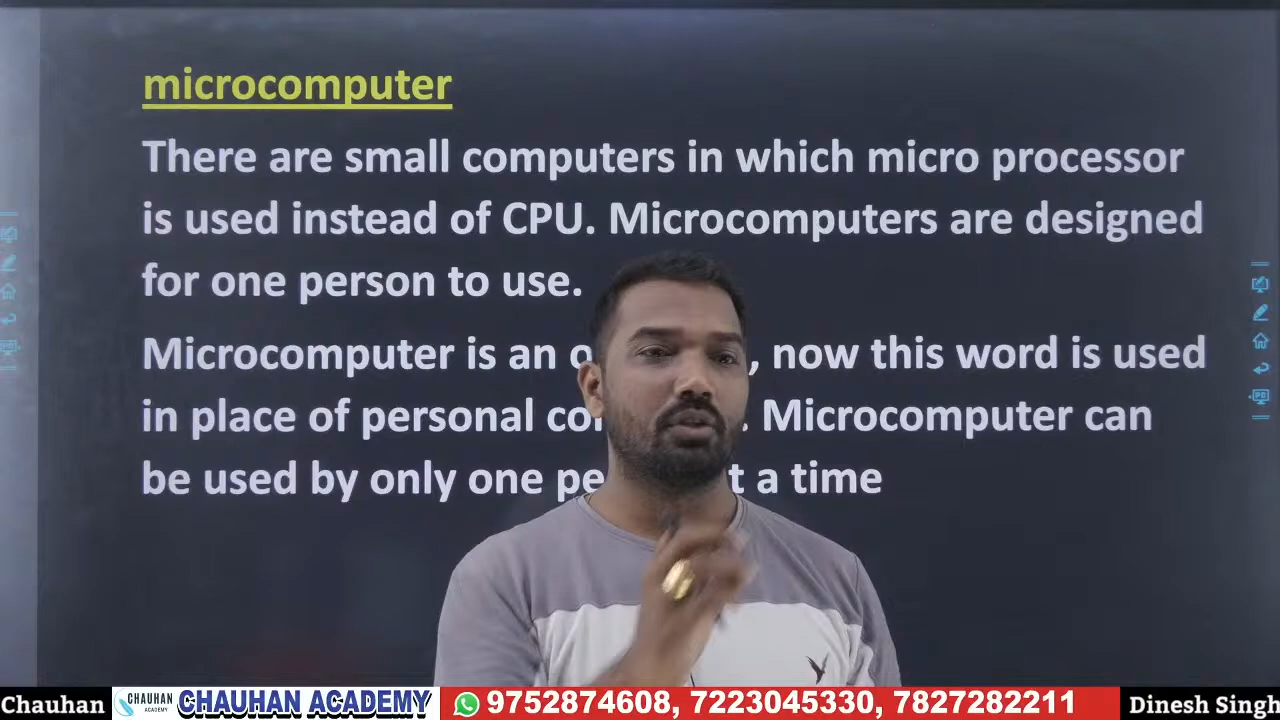 microcomputer
There are small computers in which micro processor
is used instead of CPU. Microcomputers are designed
for one person to use.
Microcomputer is an , now this word is used
in place of personal . Microcomputer can
be used by only one a time
Chauhan CHAUHAN ACADEMY CHAUHAN ACADEMY 9752874608, 7223045330, 7827282211 Dinesh Singh